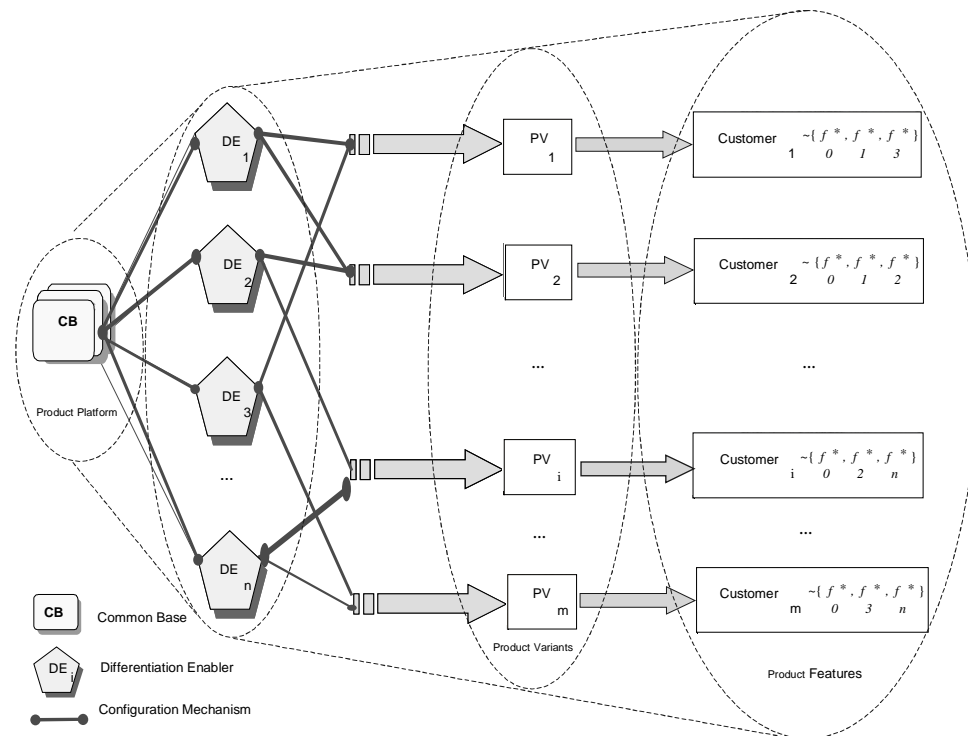 DE
1
PV
1
Customer ~{ f * , f * , f * }
1 0 1 3
DE
2
PV
2
Customer ~{ f * , f * , f * }
2 0 1 2
CB
Product Platform
DE
3
...
...
...
PV
i
Customer ~{ f * , f * , f * }
i 0 2 n
...
...
DE
n
PV
m
Customer ~{ f * , f * , f * }
m 0 3 n
Product Variants
Product Features
CB
Common Base
DE
i
Differentiation Enabler
Configuration Mechanism